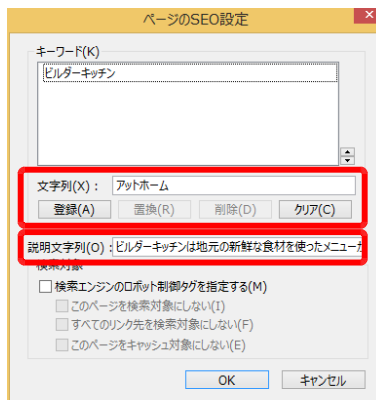 ページのSEO設定
キーワード(K)
ビルダーキッチン
文字列(X): アットホーム
登録(A) 置換(R) 削除(D) クリア(C)
説明文字列(O): ビルダーキッチンは地元の新鮮な食材を使ったメニューが
検索対象
検索エンジンのロボット制御タグを指定する(M)
このページを検索対象にしない(I)
すべてのリンク先を検索対象にしない(F)
このページをキャッシュ対象にしない(E)
OK キャンセル